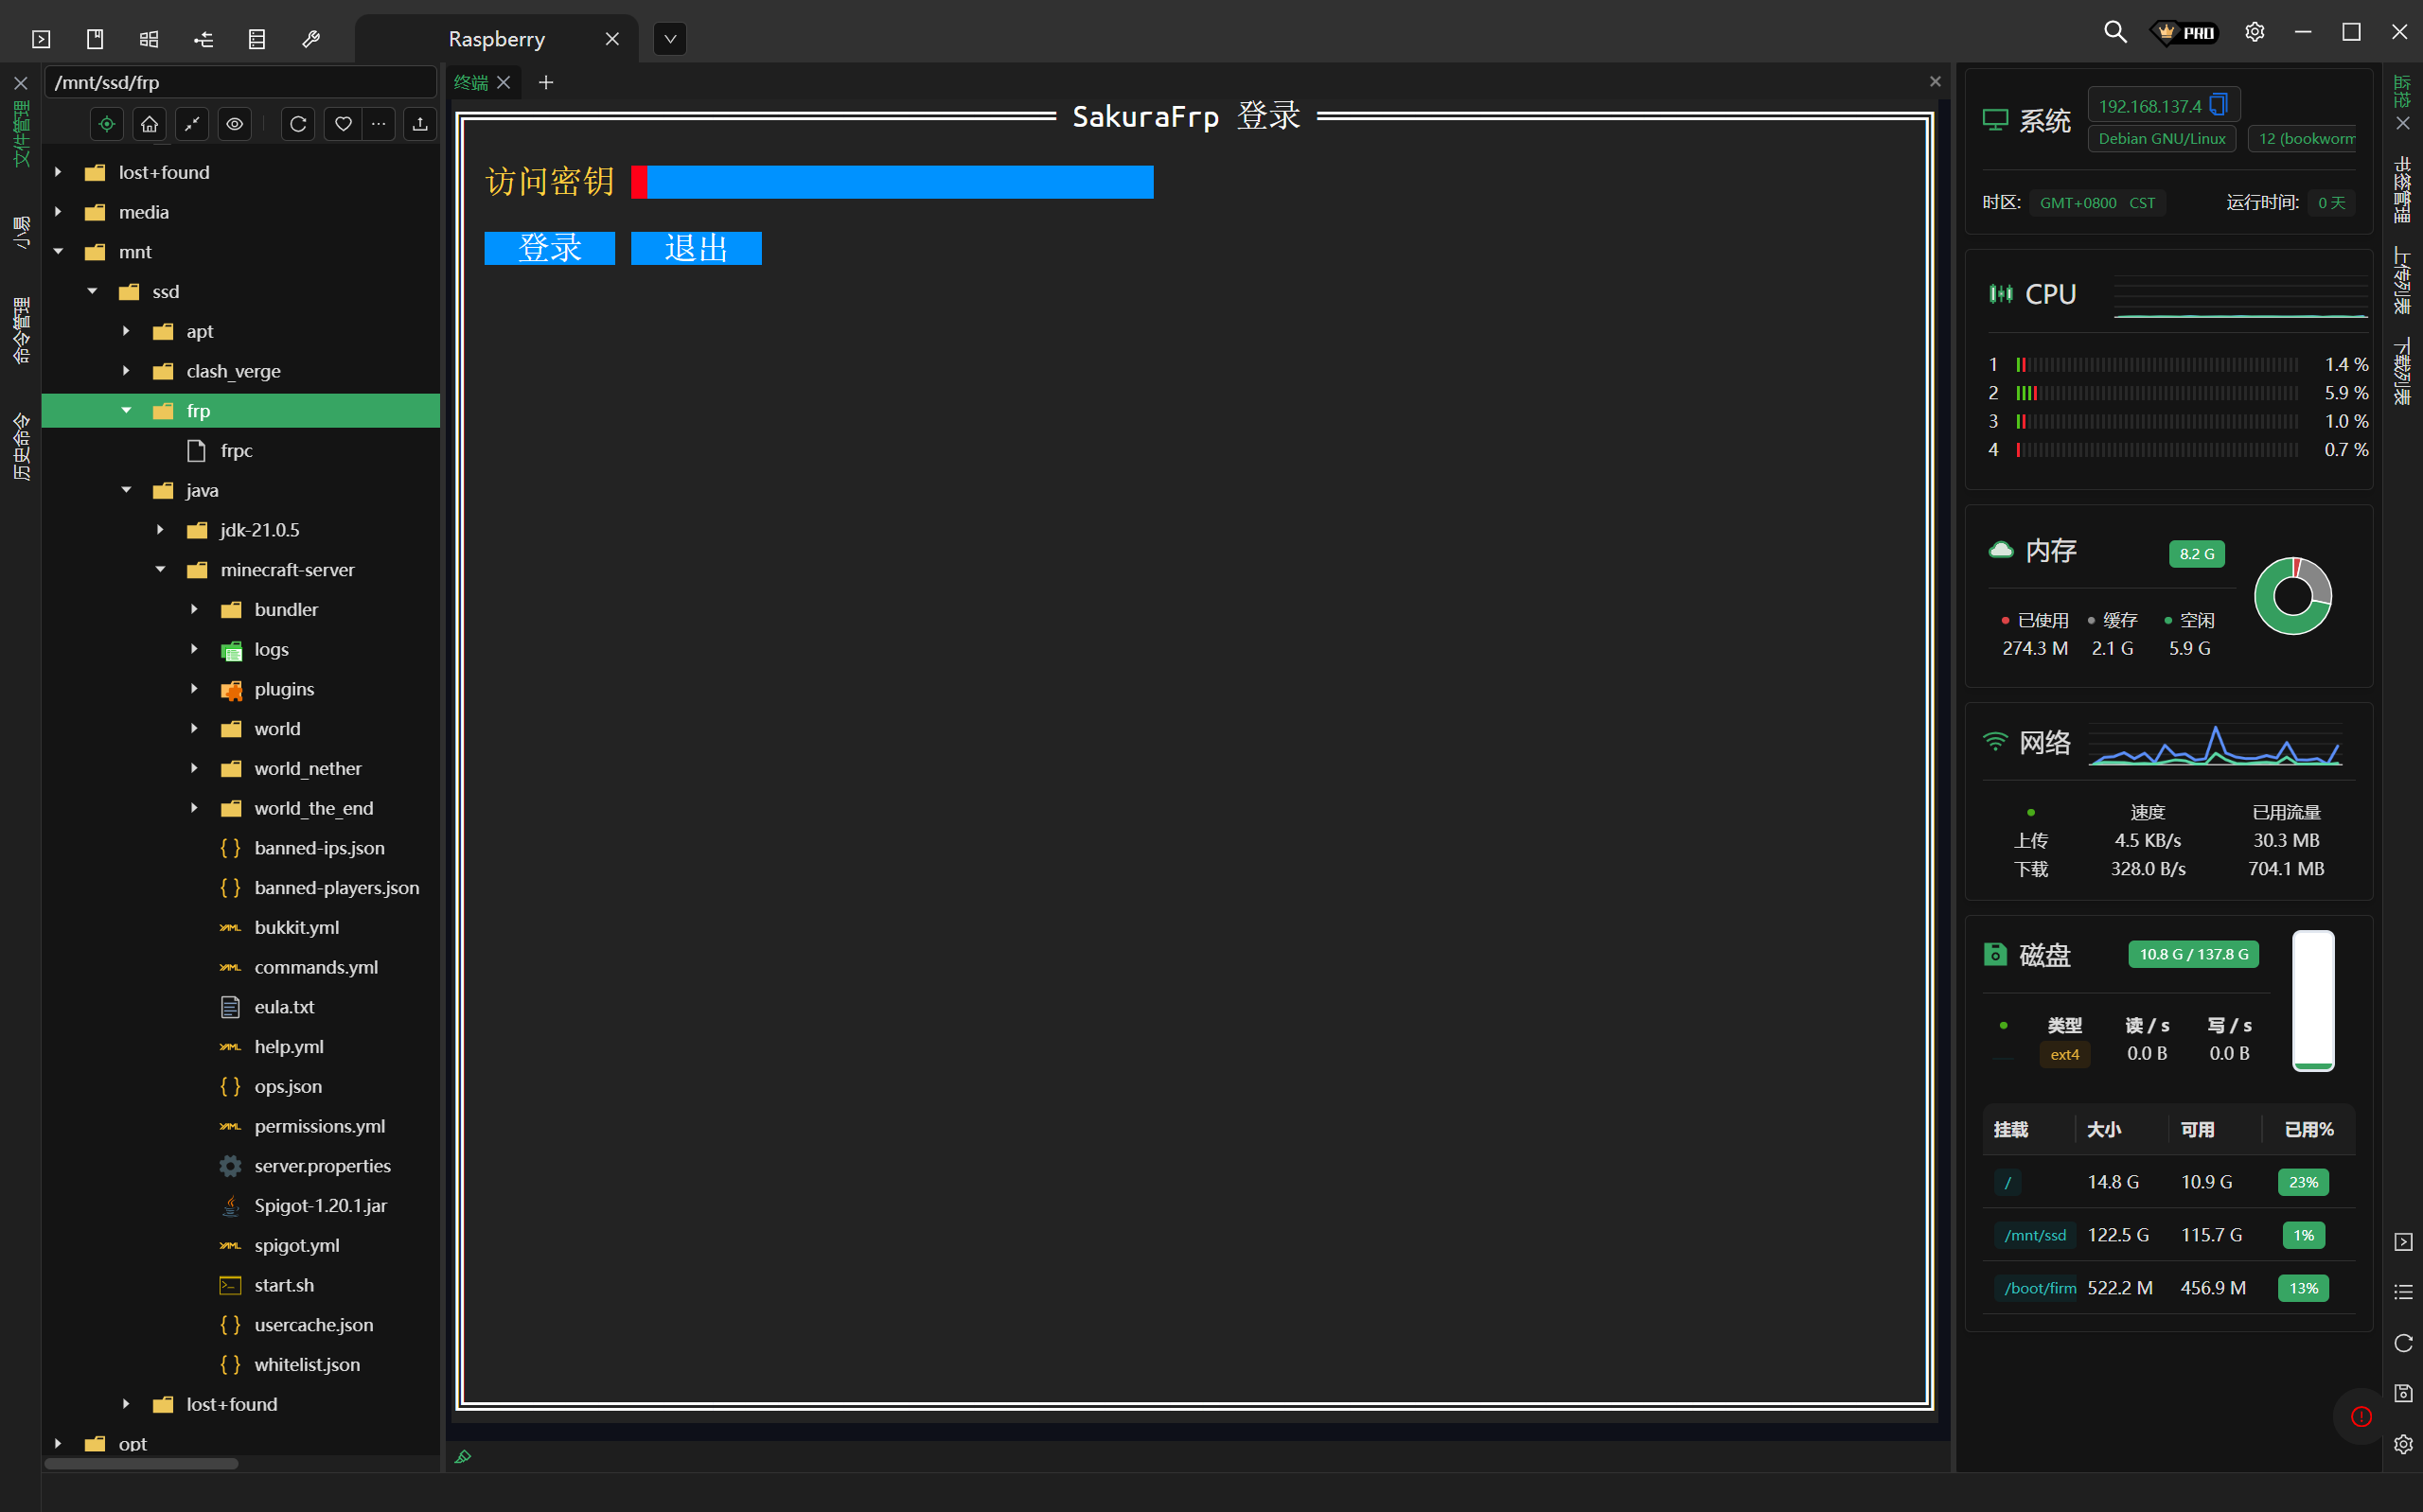 Raspberry
PRO
文件管理
小易
命令管理
历史命令
/mnt/ssd/frp
lost+found
media
mnt
ssd
apt
clash_verge
frp
frpc
java
jdk-21.0.5
minecraft-server
bundler
logs
plugins
world
world_nether
world_the_end
banned-ips.json
banned-players.json
bukkit.yml
commands.yml
eula.txt
help.yml
ops.json
permissions.yml
server.properties
Spigot-1.20.1.jar
spigot.yml
start.sh
usercache.json
whitelist.json
lost+found
opt
终端
SakuraFrp 登录
访问密钥
登录 退出
系统
192.168.137.4
Debian GNU/Linux 12 (bookworm
时区: GMT+0800 CST 运行时间: 0 天
CPU
1 1.4 %
2 5.9 %
3 1.0 %
4 0.7 %
内存 8.2 G
已使用 缓存 空闲
274.3 M 2.1 G 5.9 G
网络
速度 已用流量
上传 4.5 KB/s 30.3 MB
下载 328.0 B/s 704.1 MB
磁盘 10.8 G / 137.8 G
类型 读 / s 写 / s
ext4 0.0 B 0.0 B
挂载 大小 可用 已用%
/ 14.8 G 10.9 G 23%
/mnt/ssd 122.5 G 115.7 G 1%
/boot/firm 522.2 M 456.9 M 13%
监控
书签管理
上传列表
下载列表